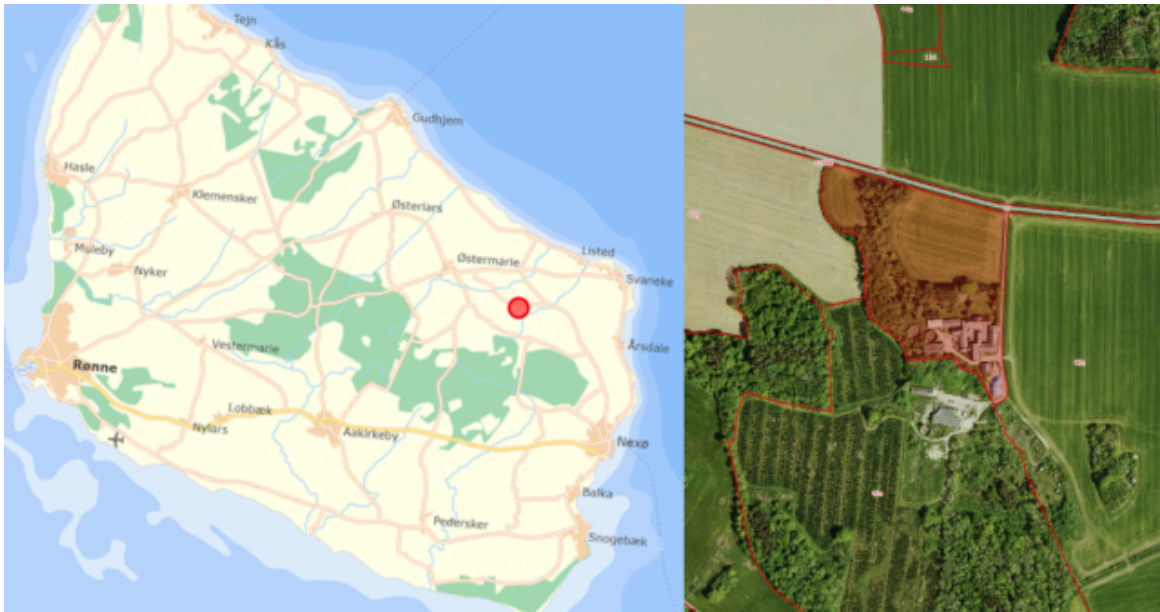 Tejn
Kås
Gudhjem
Hasle
Klemensker
Østerlars
Muleby
Nyker
Østermarie
Listed
Svaneke
Årsdale
Vestermarie
Rønne
Lobbæk
Nylars
Aakirkeby
Nexø
Balka
Pedersker
Snogebæk